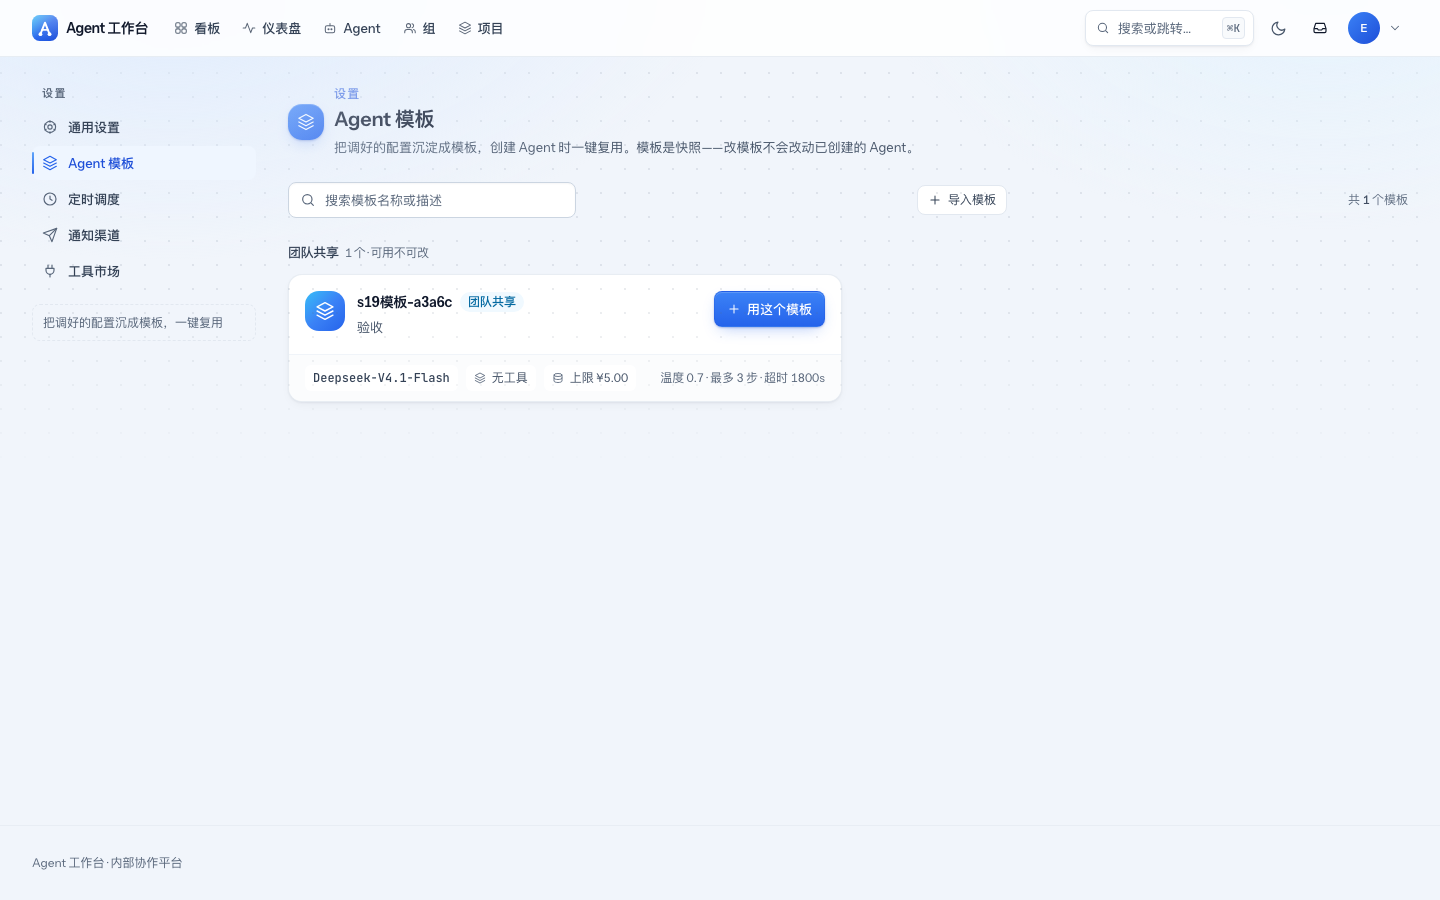 Agent 工作台
看板
仪表盘
Agent
组
项目
搜索或跳转...
⌘K
E
设置
通用设置
Agent 模板
定时调度
通知渠道
工具市场
把调好的配置沉成模板，一键复用
设置
Agent 模板
把调好的配置沉淀成模板，创建 Agent 时一键复用。模板是快照——改模板不会改动已创建的 Agent。
搜索模板名称或描述
导入模板
共 1 个模板
团队共享 1 个·可用不可改
s19模板-a3a6c 团队共享
验收
用这个模板
Deepseek-V4.1-Flash
无工具
上限 ¥5.00
温度 0.7·最多 3 步·超时 1800s
Agent 工作台·内部协作平台